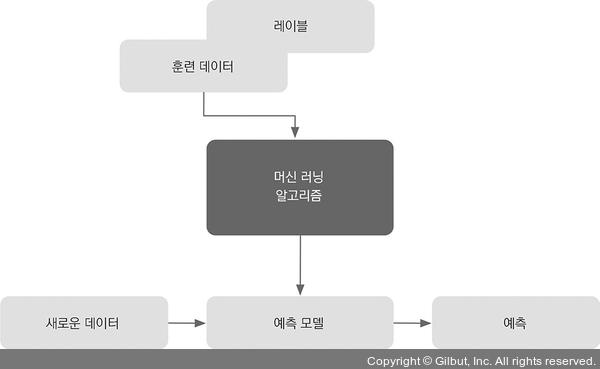 레이블
훈련 데이터
머신 러닝
알고리즘
새로운 데이터
예측 모델
예측
Copyright © Gilbut, Inc. All rights reserved.